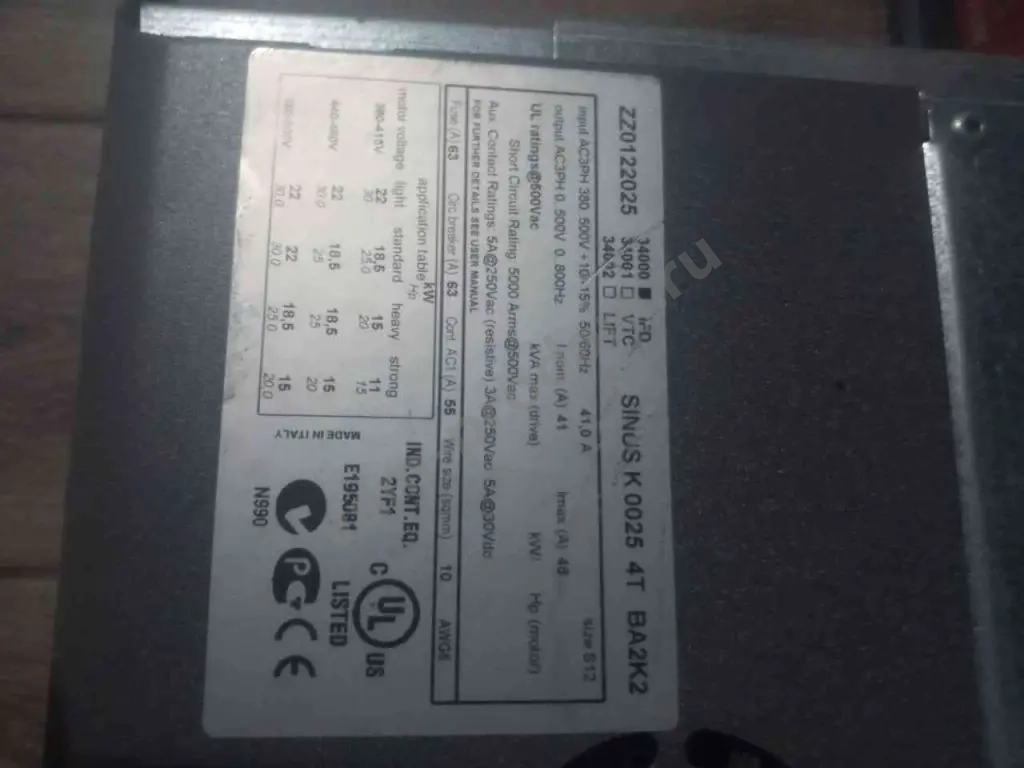 ZZ0122025 34000 ■ IFD SINUS K 0025 4T BA2K2
34001 □ VTC
34002 □ LIFT
input AC3PH 380 500V +10/-15% 50/60Hz 41,0 A size S12
output AC3PH 0 500V 0 800Hz I nom (A) 41 Imax (A) 48
UL ratings@500Vac kVA max (drive) kW/ Hp (motor)
Short Circuit Rating 5000 Arms@500Vac
Aux. Contact Ratings: 5A@250Vac (resistive) 3A@250Vac 5A@30Vdc
FOR FURTHER DETAILS SEE USER MANUAL
Fuse (A) 63 Circ breaker (A) 63 Cont AC1 (A) 55 Wire size (sqmm) 10 AWG6
application table kW
Hp
motor voltage light standard heavy strong
380-415V 22 18,5 15 11
30 25.0 20 15
440-460V 22 18,5 18,5 15
30.0 25 25 20
22 22 18,5 15
30.0 30.0 25.0 20.0
MADE IN ITALY
IND.CONT.EQ.
2YF1
E195081
N990
C UL US
LISTED
PC CE
ru